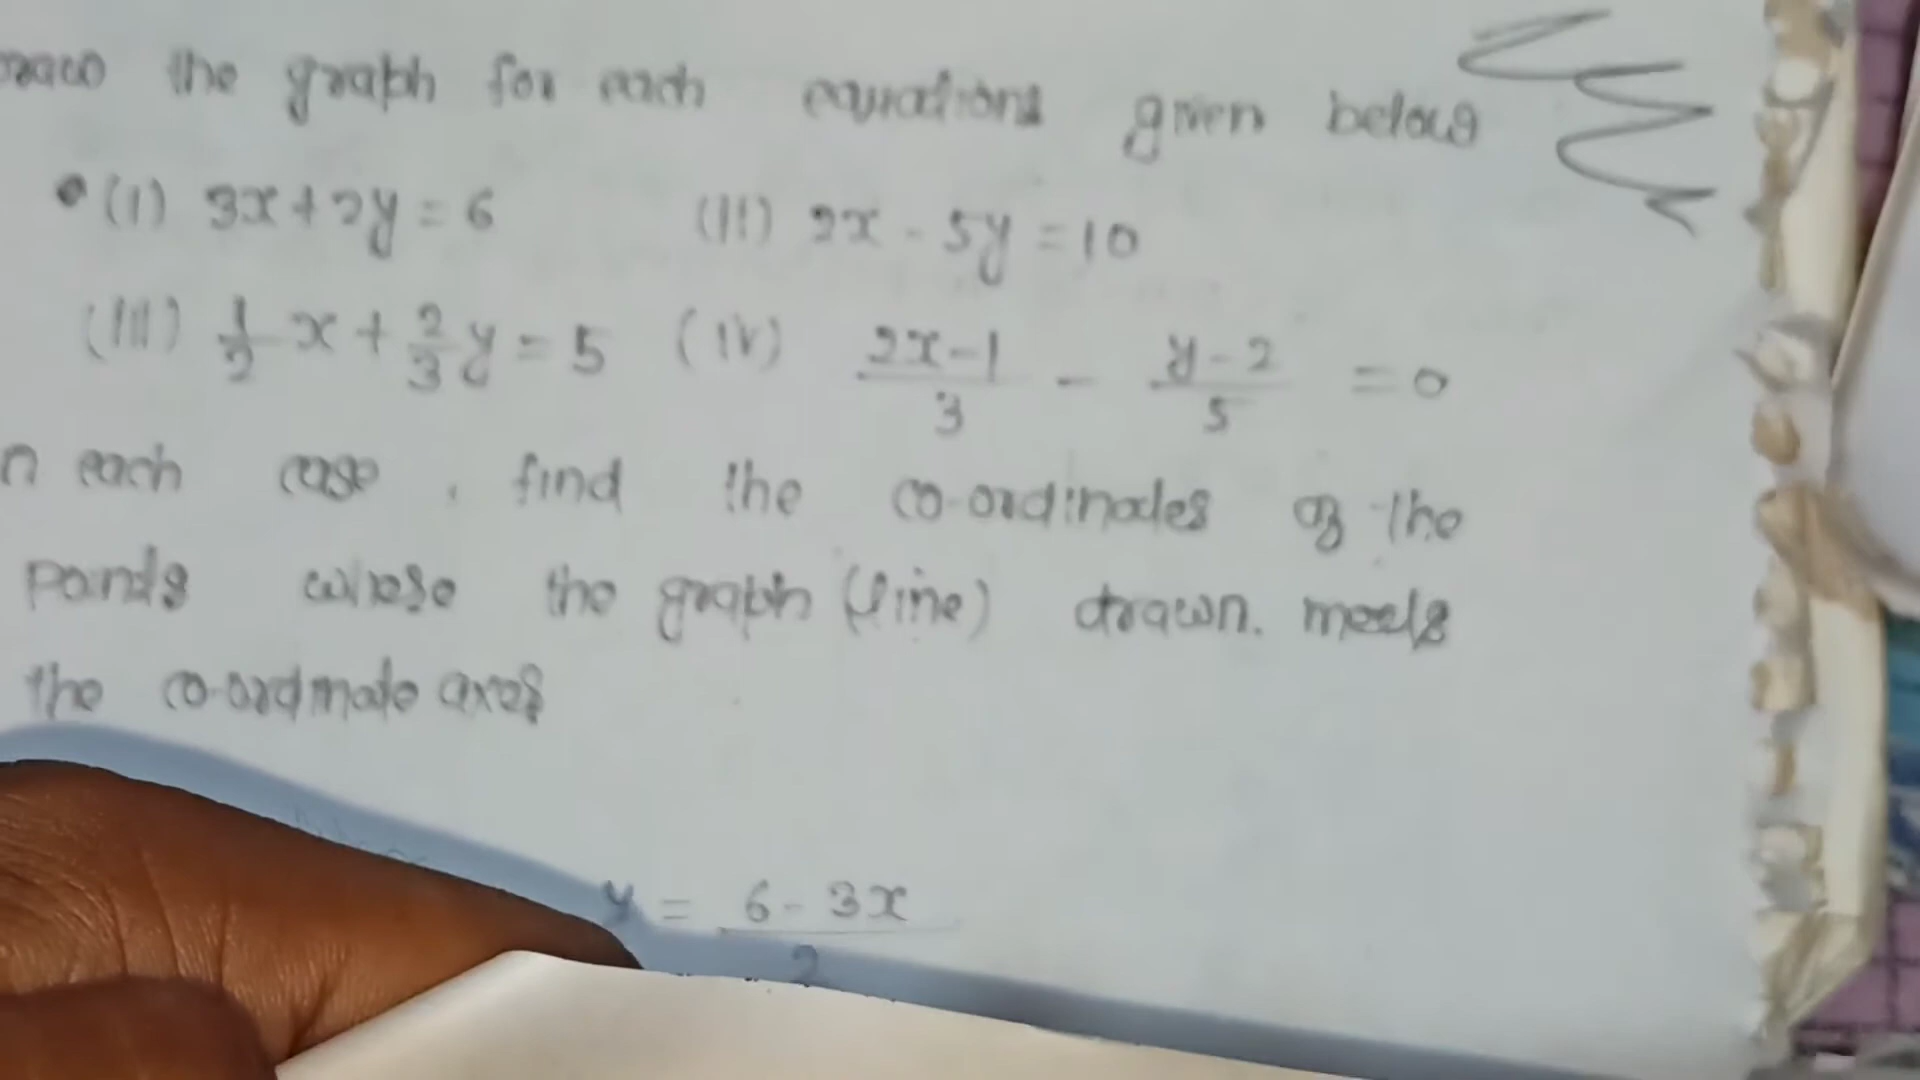 Draw the graph for each equations given below
(i) 3x + 2y = 6 (ii) 2x - 5y = 10
(iii) 1/2 x + 2/3 y = 5 (iv) 2x-1/3 - y-2/5 = 0
n each case, find the co-ordinates of the
points where the graph (line) drawn. meets
the co-ordinate axes
y = 6 - 3x / 2